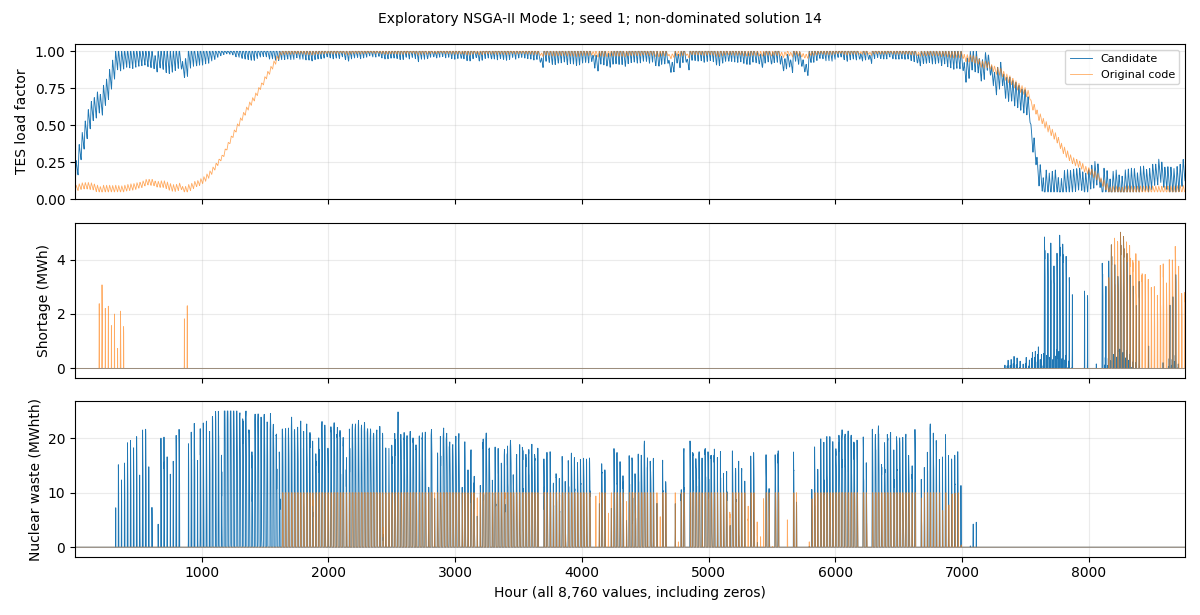 Exploratory NSGA-II Mode 1; seed 1; non-dominated solution 14
TES load factor
1.00
0.75
0.50
0.25
0.00
Candidate
Original code
Shortage (MWh)
4
2
0
Nuclear waste (MWhth)
20
10
0
1000 2000 3000 4000 5000 6000 7000 8000
Hour (all 8,760 values, including zeros)